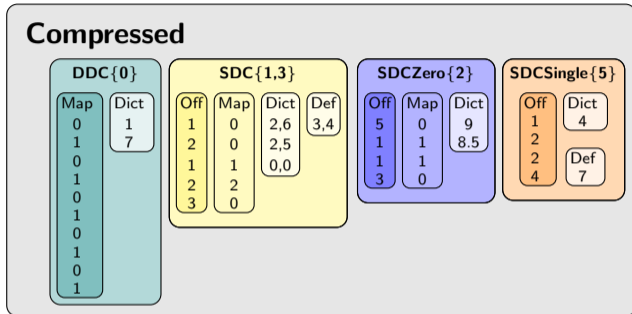 Compressed
DDC{0}
Map
0
1
0
1
0
1
0
1
0
1
Dict
1
7
SDC{1,3}
Off
1
2
1
2
3
Map
0
0
1
2
0
Dict
2,6
2,5
0,0
Def
3,4
SDCZero{2}
Off
5
1
1
3
Map
0
1
1
0
Dict
9
8.5
SDCSingle{5}
Off
1
2
2
4
Dict
4
Def
7